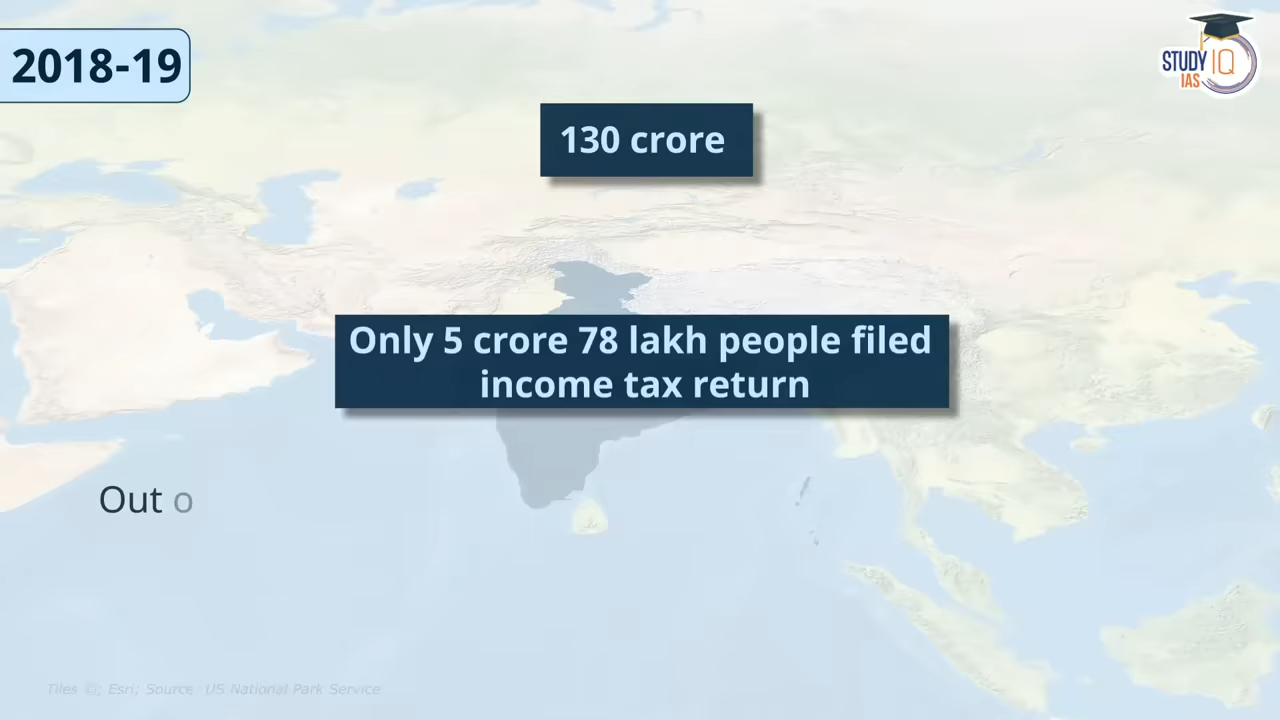 2018-19
STUDY IQ
IAS
130 crore
Only 5 crore 78 lakh people filed
income tax return
Out o
Tiles ©; Esri; Source: US National Park Service